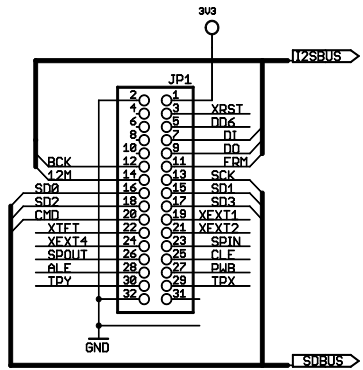 3V3
I2SBUS
JP1
2 1
4 3 XRST
6 5 DD6
8 7 DI
10 9 DO
BCK 12 11 FRM
12M 14 13 SCK
SD0 16 15 SD1
SD2 18 17 SD3
CMD 20 19 XEXT1
XTFT 22 21 XEXT2
XEXT4 24 23 SPIN
SPOUT 26 25 CLE
ALE 28 27 PWB
TPY 30 29 TPX
32 31
GND
SDBUS